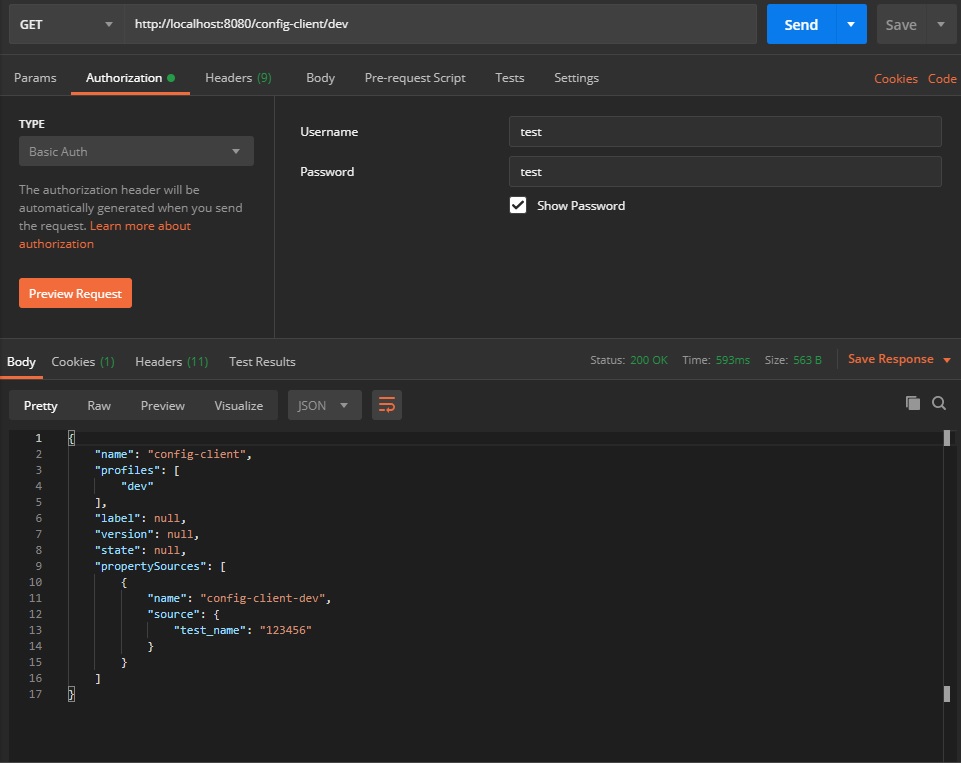 GET http://localhost:8080/config-client/dev Send Save
Params Authorization Headers (9) Body Pre-request Script Tests Settings Cookies Code
TYPE
Basic Auth
The authorization header will be
automatically generated when you send
the request. Learn more about
authorization
Preview Request
Username test
Password test
Show Password
Body Cookies (1) Headers (11) Test Results Status: 200 OK Time: 593ms Size: 563 B Save Response
Pretty Raw Preview Visualize JSON
1 {
2 "name": "config-client",
3 "profiles": [
4 "dev"
5 ],
6 "label": null,
7 "version": null,
8 "state": null,
9 "propertySources": [
10 {
11 "name": "config-client-dev",
12 "source": {
13 "test_name": "123456"
14 }
15 }
16 ]
17 }